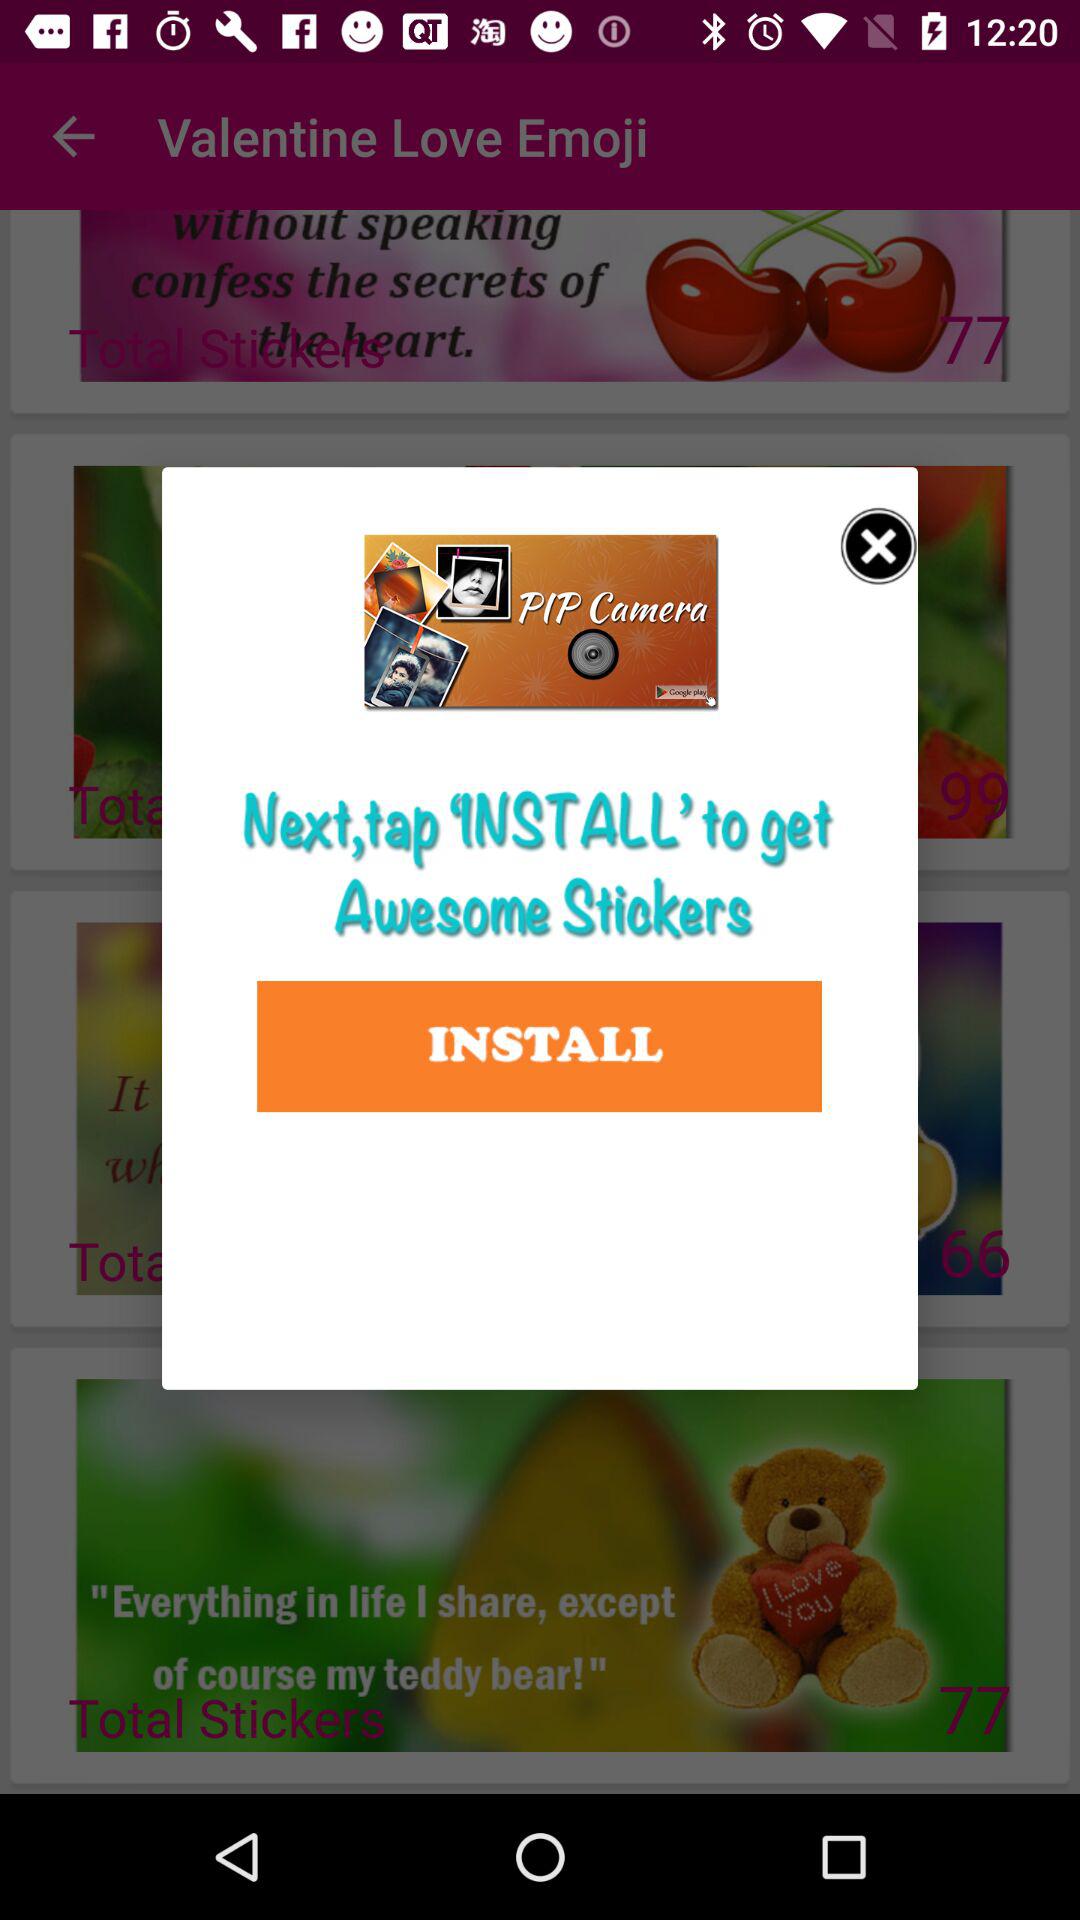 12:20
Valentine Love Emoji
without speaking
confess the secrets of
the heart.
Total Stickers 77
PIP Camera
Google play
Next,tap 'INSTALL' to get
Awesome Stickers
INSTALL
Tota 99
It
wh
Tota 66
"Everything in life I share, except
of course my teddy bear!"
I Love
You
Total Stickers 77
QT
淘